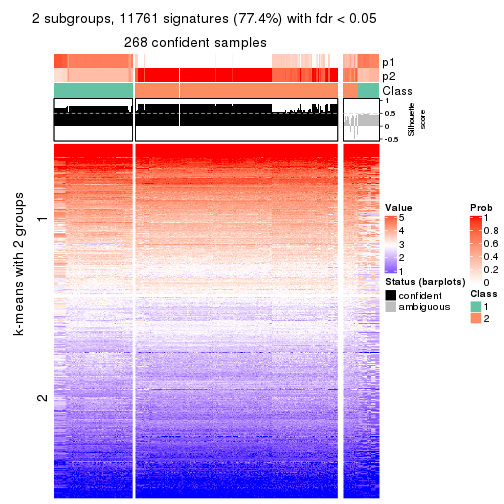 2 subgroups, 11761 signatures (77.4%) with fdr < 0.05
268 confident samples
p1
p2
Class
1
0.5
0
-0.5
Silhouette
score
k-means with 2 groups
1
2
Value
5
4
3
2
1
Status (barplots)
confident
ambiguous
Prob
1
0.8
0.6
0.4
0.2
0
Class
1
2